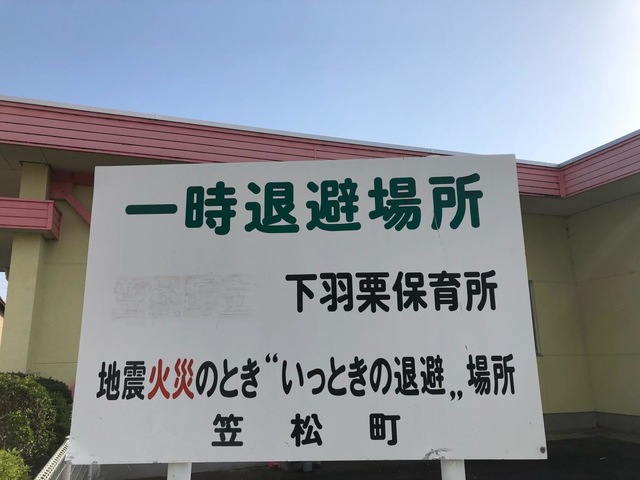 一時退避場所
下羽栗保育所
地震火災のとき“いっときの退避„場所
笠松町